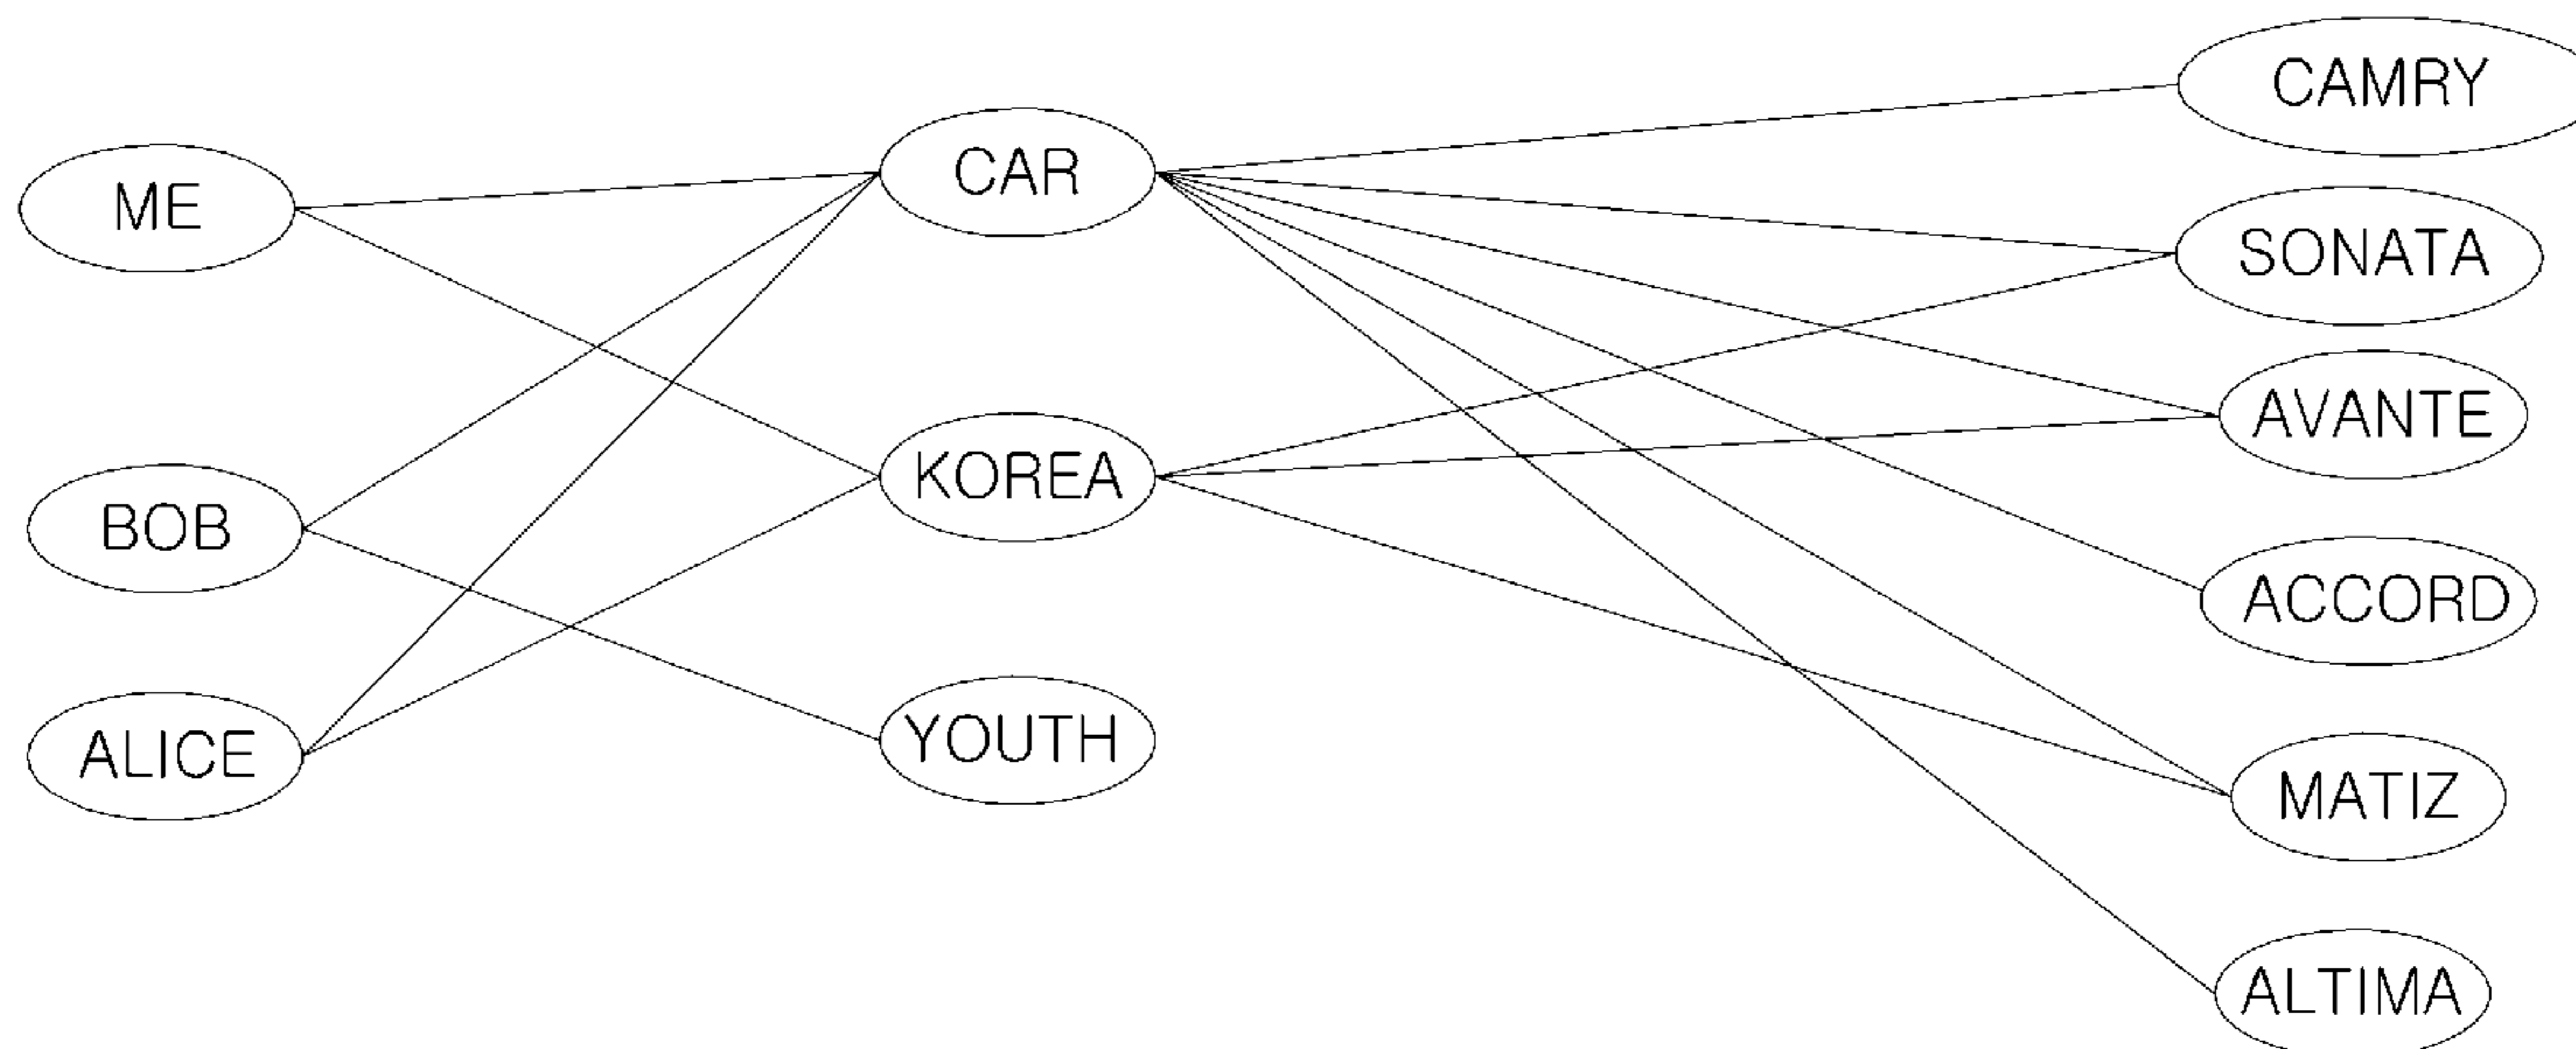 ME
BOB
ALICE
CAR
KOREA
YOUTH
CAMRY
SONATA
AVANTE
ACCORD
MATIZ
ALTIMA